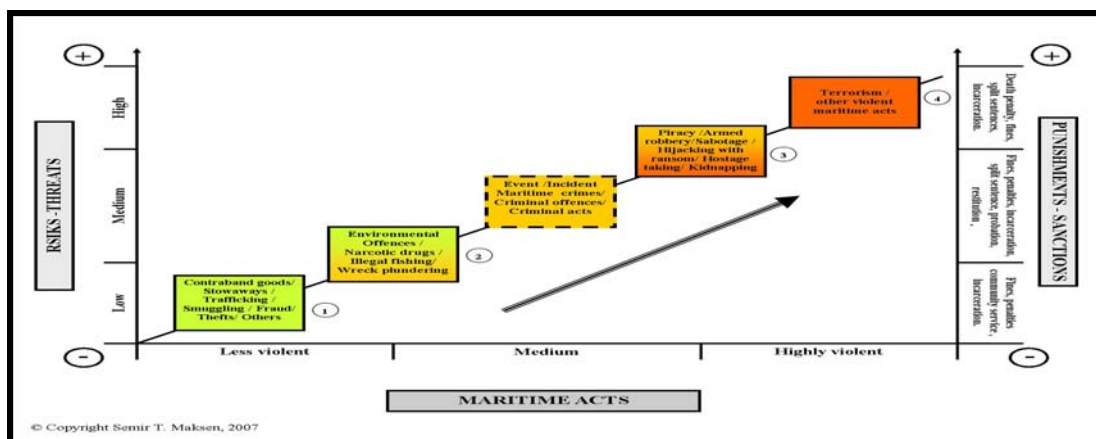 +
+
High
Medium
Low
RSIKS -THREATS
-
Terrorism /
other violent
maritime acts
4
Piracy /Armed
robbery/Sabotage /
Hijacking with
ransom/ Hostage
taking/ Kidnapping
3
Event /Incident
Maritime crimes/
Criminal offences/
Criminal acts
Environmental
Offences /
Narcotic drugs /
Illegal fishing/
Wreck plundering
2
Contraband goods/
Stowaways /
Trafficking /
Smuggling / Fraud/
Thefts/ Others
1
Death penalty, fines,
split sentences,
incarceration.
Fines, penalties, incarceration,
split sentence, probation,
restitution ,
Fines, penalties
community service ,
incarceration.
PUNISHMENTS - SANCTIONS
-
Less violent
Medium
Highly violent
MARITIME ACTS
© Copyright Semir T. Maksen, 2007